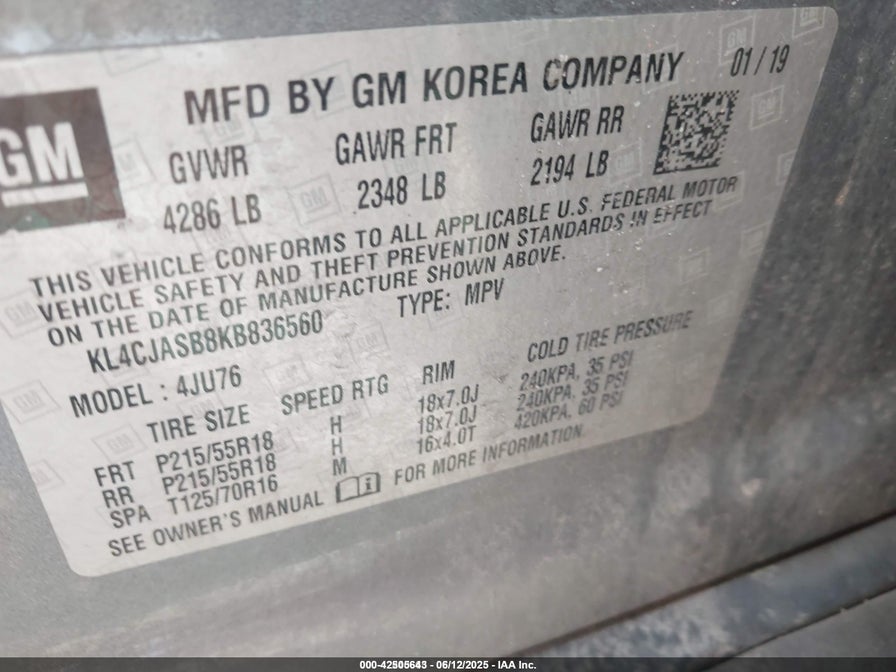 MFD BY GM KOREA COMPANY 01 / 19
GM
GVWR GAWR FRT GAWR RR
4286 LB 2348 LB 2194 LB
THIS VEHICLE CONFORMS TO ALL APPLICABLE U.S. FEDERAL MOTOR
VEHICLE SAFETY AND THEFT PREVENTION STANDARDS IN EFFECT
ON THE DATE OF MANUFACTURE SHOWN ABOVE.
KL4CJASB8KB836560 TYPE: MPV
MODEL : 4JU76
TIRE SIZE SPEED RTG RIM COLD TIRE PRESSURE
FRT P215/55R18 H 18x7.0J 240KPA, 35 PSI
RR P215/55R18 H 18x7.0J 240KPA, 35 PSI
SPA T125/70R16 M 16x4.0T 420KPA, 60 PSI
SEE OWNER'S MANUAL FOR MORE INFORMATION.
000-42505643 - 06/12/2025 - IAA Inc.